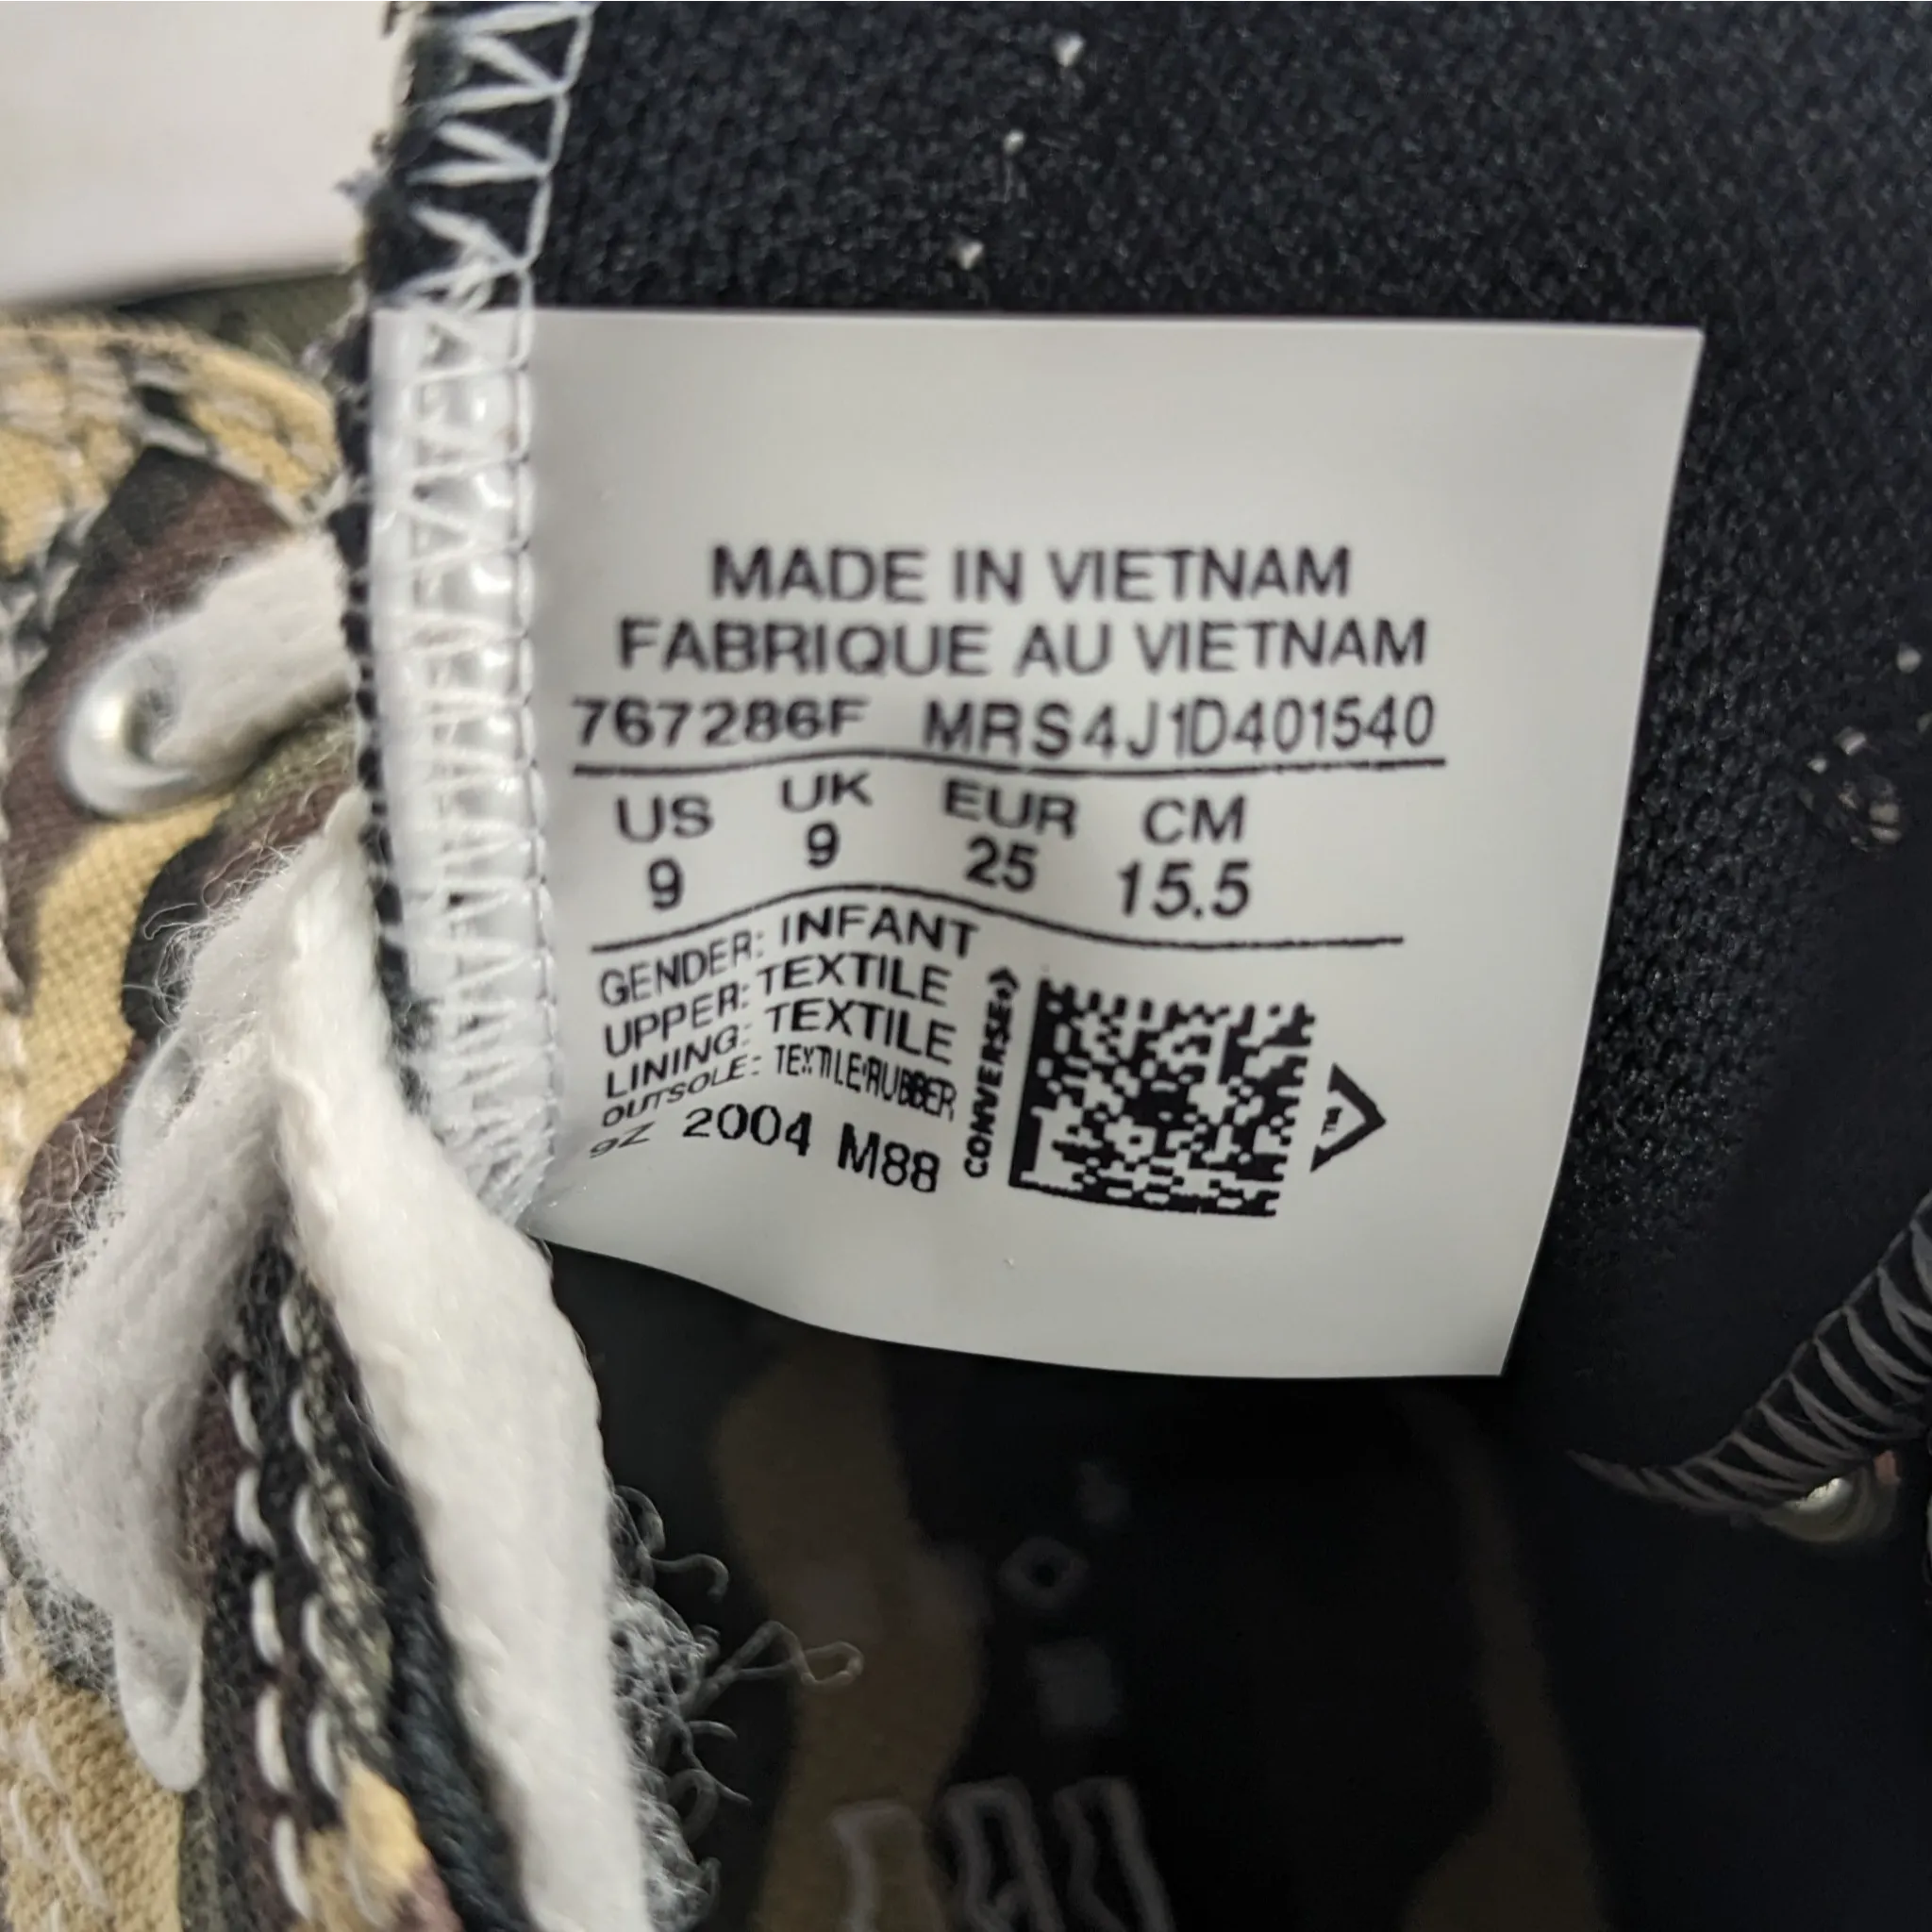 MADE IN VIETNAM
FABRIQUE AU VIETNAM
767286F MRS4J1D401540
US UK EUR CM
9 9 25 15.5
GENDER: INFANT
UPPER: TEXTILE
LINING: TEXTILE
OUTSOLE: TEXTILE·RUBBER
9Z 2004 M88
CONVERSE